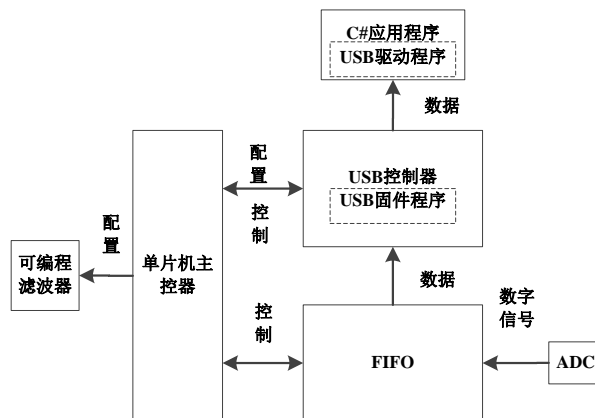 C#应用程序
USB驱动程序
数据
配
置
控
制
USB控制器
USB固件程序
配
置
可编程
滤波器
单片机主
控器
数据
控
制
数字
信号
FIFO
ADC